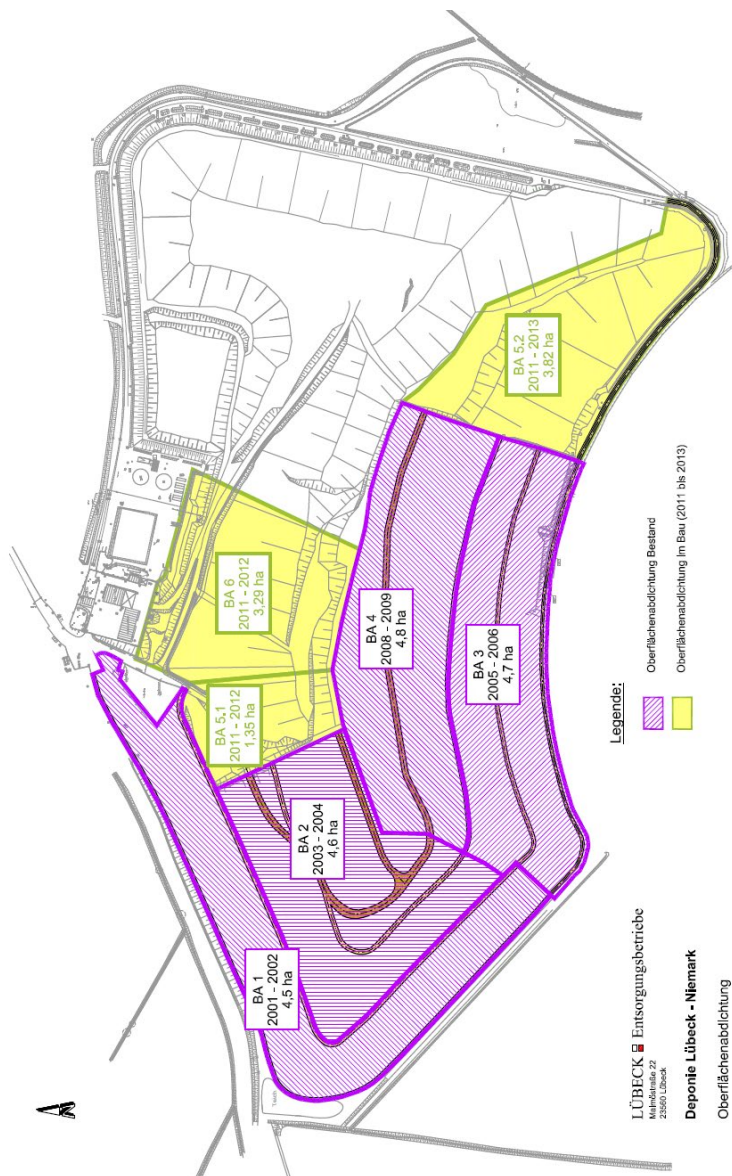 BA 1
2001 - 2002
4,5 ha
BA 2
2003 - 2004
4,6 ha
BA 5.1
2011 - 2012
1,35 ha
BA 6
2011 - 2012
3,29 ha
BA 4
2008 - 2009
4,8 ha
BA 3
2005 - 2006
4,7 ha
BA 5.2
2011 - 2013
3,82 ha
Legende:
Oberflächenabdichtung Bestand
Oberflächenabdichtung im Bau (2011 bis 2013)
LÜBECK Entsorgungsbetriebe
Malmöstraße 22
23560 Lübeck
Deponie Lübeck - Niemark
Oberflächenabdichtung
Teich
N